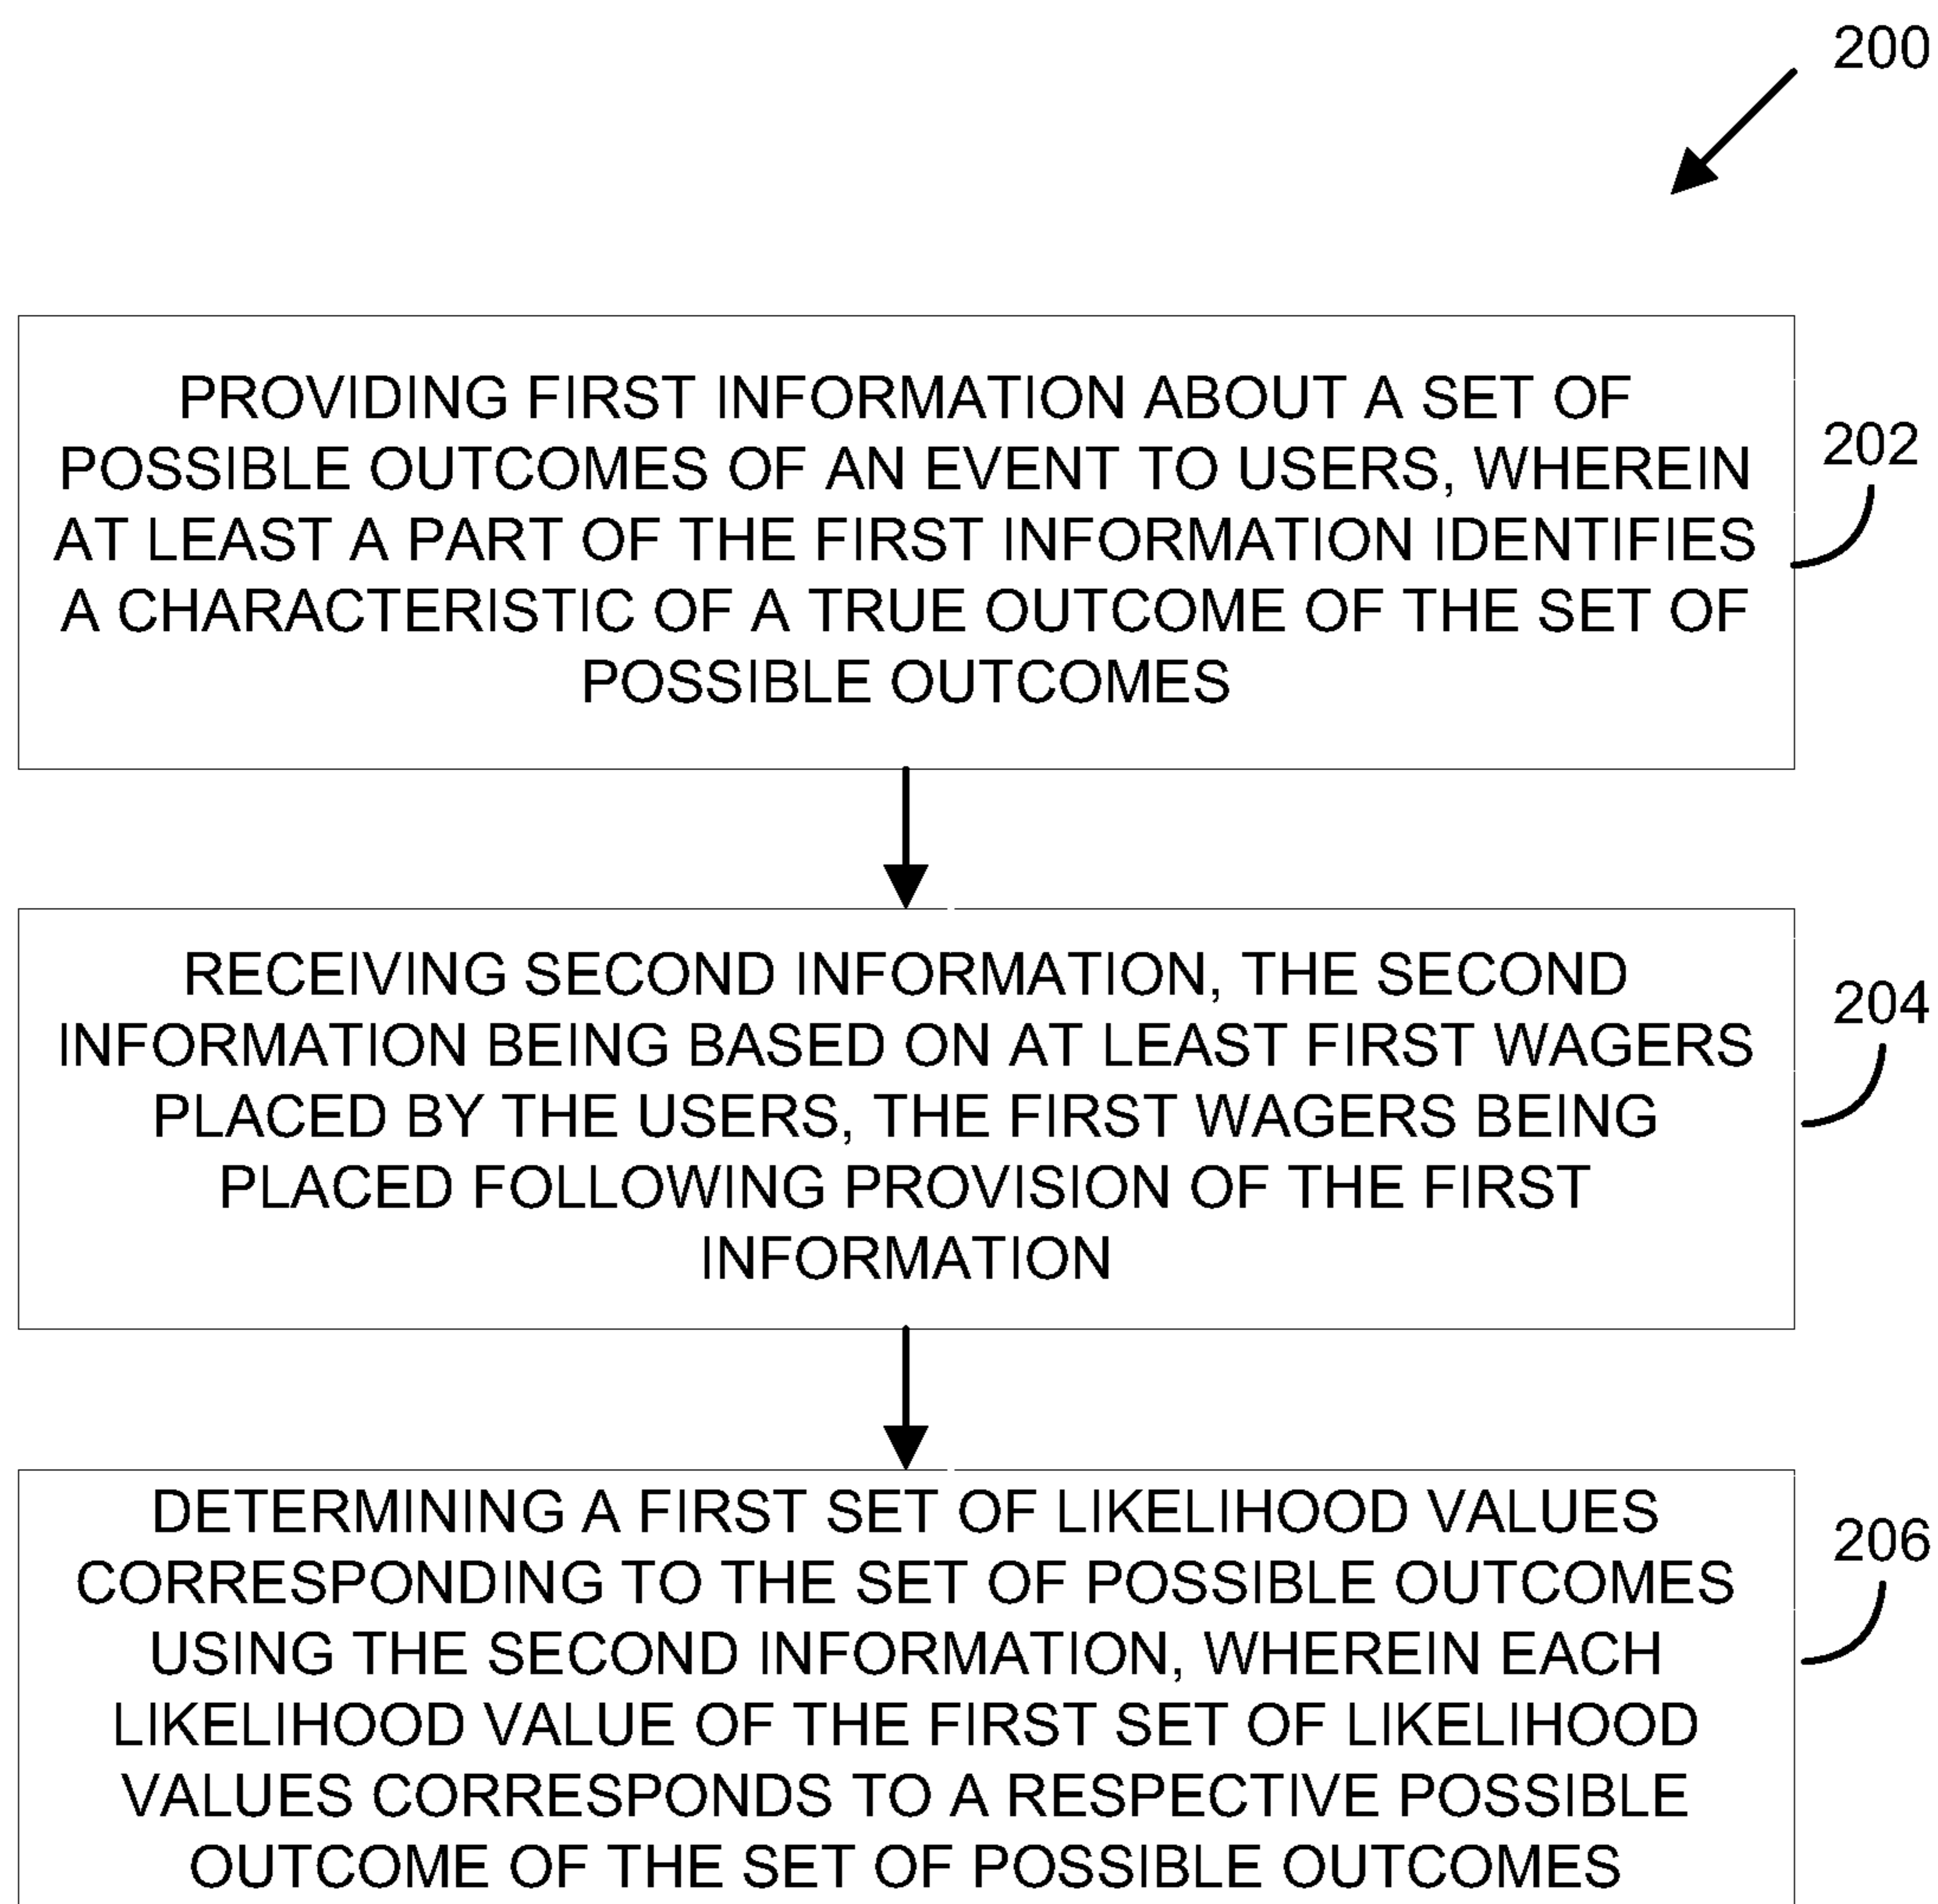 200
PROVIDING FIRST INFORMATION ABOUT A SET OF
POSSIBLE OUTCOMES OF AN EVENT TO USERS, WHEREIN
AT LEAST A PART OF THE FIRST INFORMATION IDENTIFIES
A CHARACTERISTIC OF A TRUE OUTCOME OF THE SET OF
POSSIBLE OUTCOMES
202
RECEIVING SECOND INFORMATION, THE SECOND
INFORMATION BEING BASED ON AT LEAST FIRST WAGERS
PLACED BY THE USERS, THE FIRST WAGERS BEING
PLACED FOLLOWING PROVISION OF THE FIRST
INFORMATION
204
DETERMINING A FIRST SET OF LIKELIHOOD VALUES
CORRESPONDING TO THE SET OF POSSIBLE OUTCOMES
USING THE SECOND INFORMATION, WHEREIN EACH
LIKELIHOOD VALUE OF THE FIRST SET OF LIKELIHOOD
VALUES CORRESPONDS TO A RESPECTIVE POSSIBLE
OUTCOME OF THE SET OF POSSIBLE OUTCOMES
206